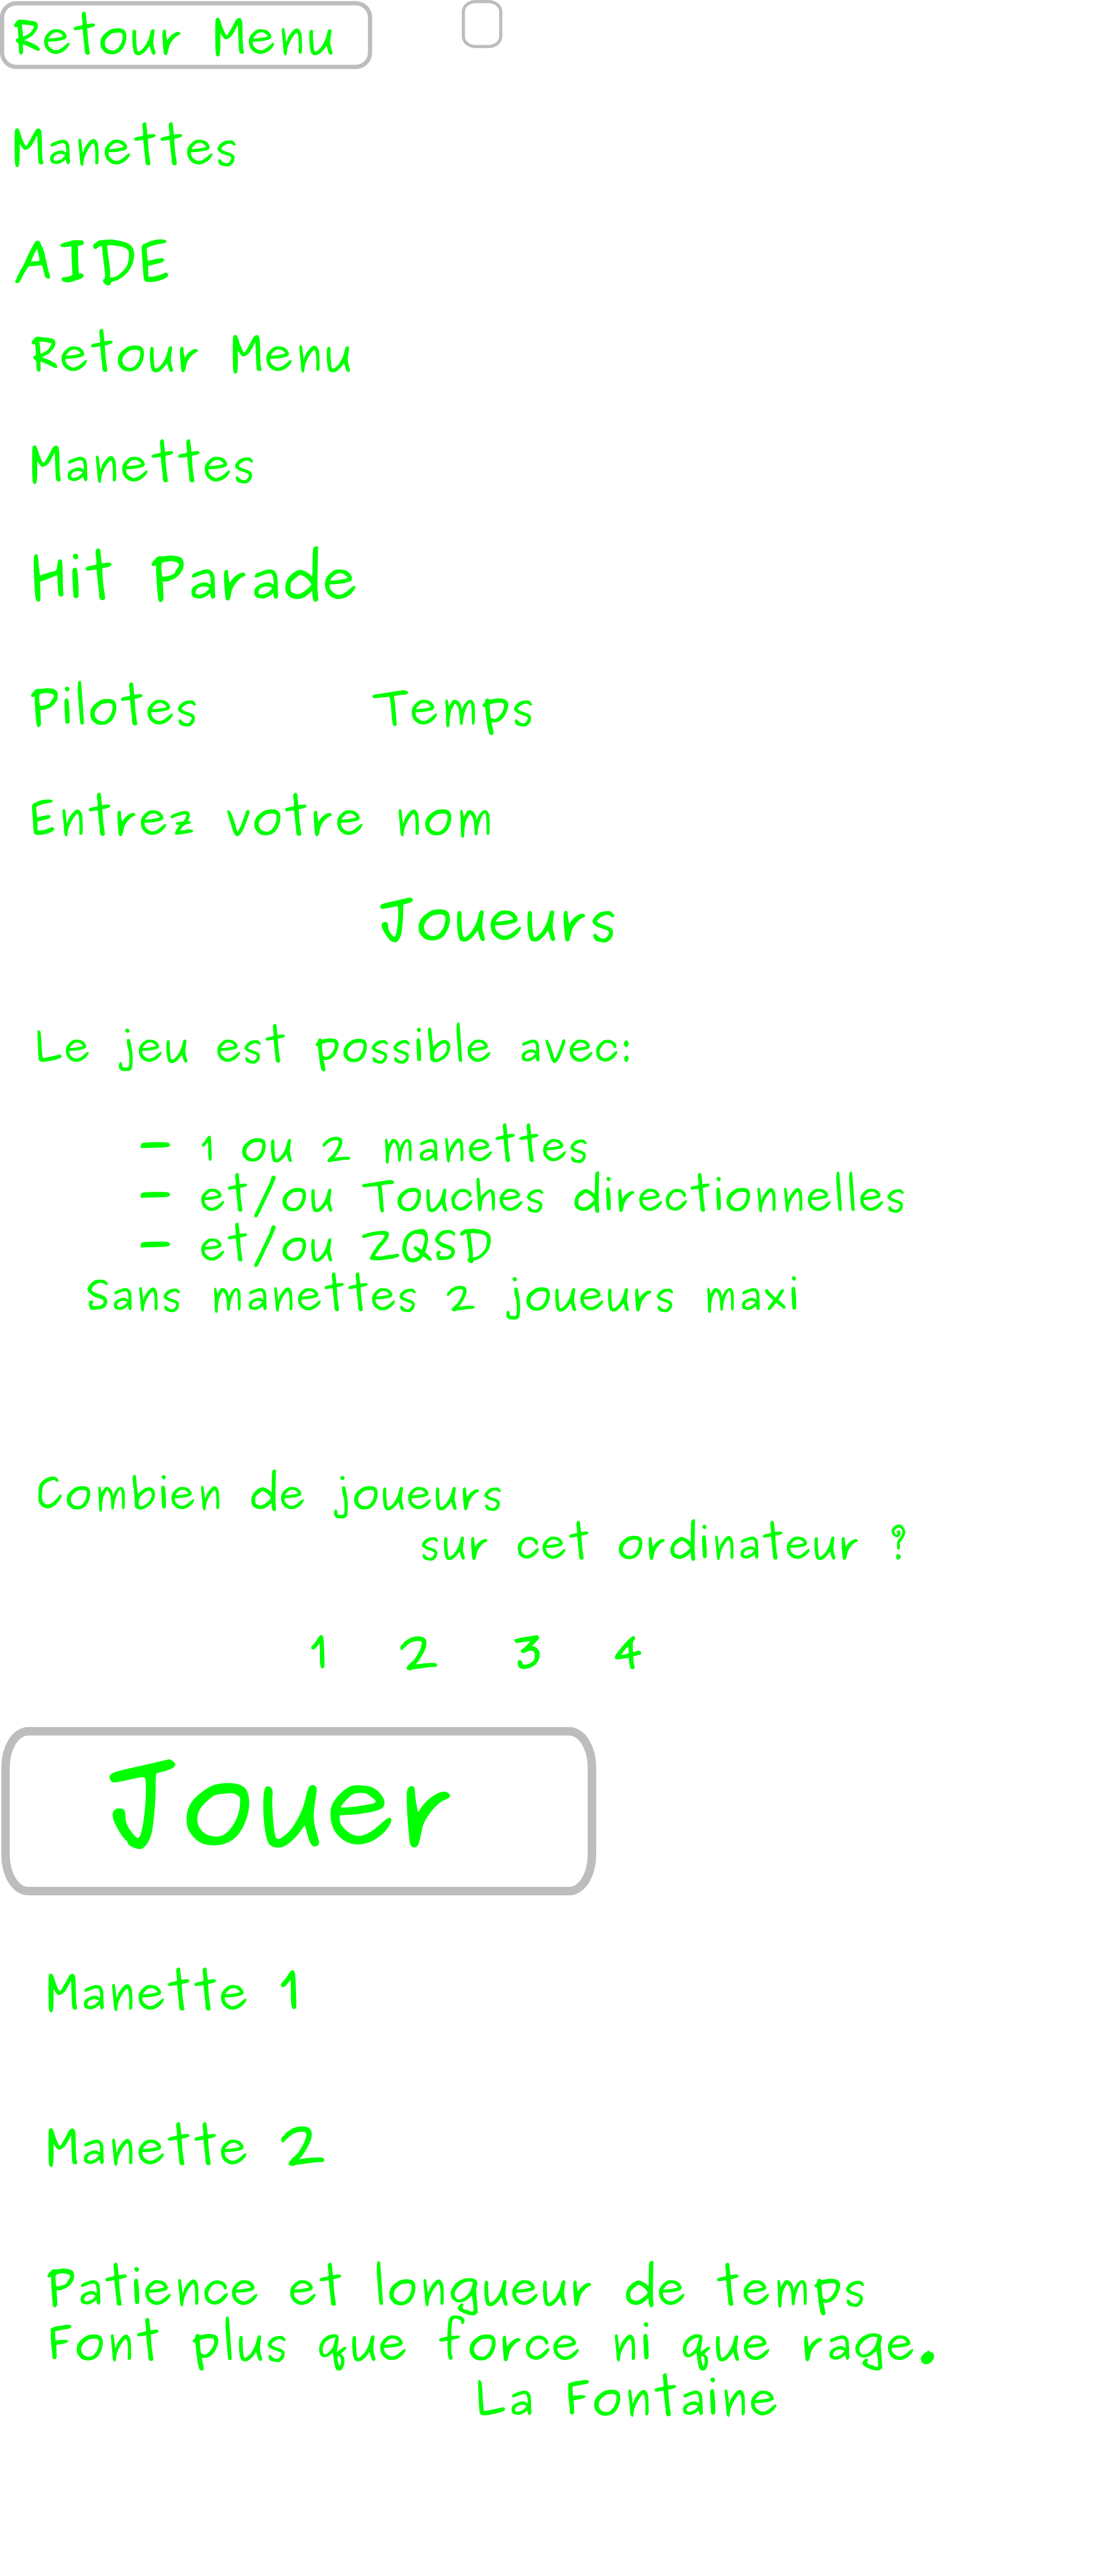 Retour Menu
Manettes
AIDE
Retour Menu
Manettes
Hit Parade
Pilotes Temps
Entrez votre nom
Joueurs
Le jeu est possible avec:
- 1 ou 2 manettes
- et/ou Touches directionnelles
- et/ou ZQSD
Sans manettes 2 joueurs maxi
Combien de joueurs
sur cet ordinateur ?
1 2 3 4
Jouer
Manette 1
Manette 2
Patience et longueur de temps
Font plus que force ni que rage.
La Fontaine